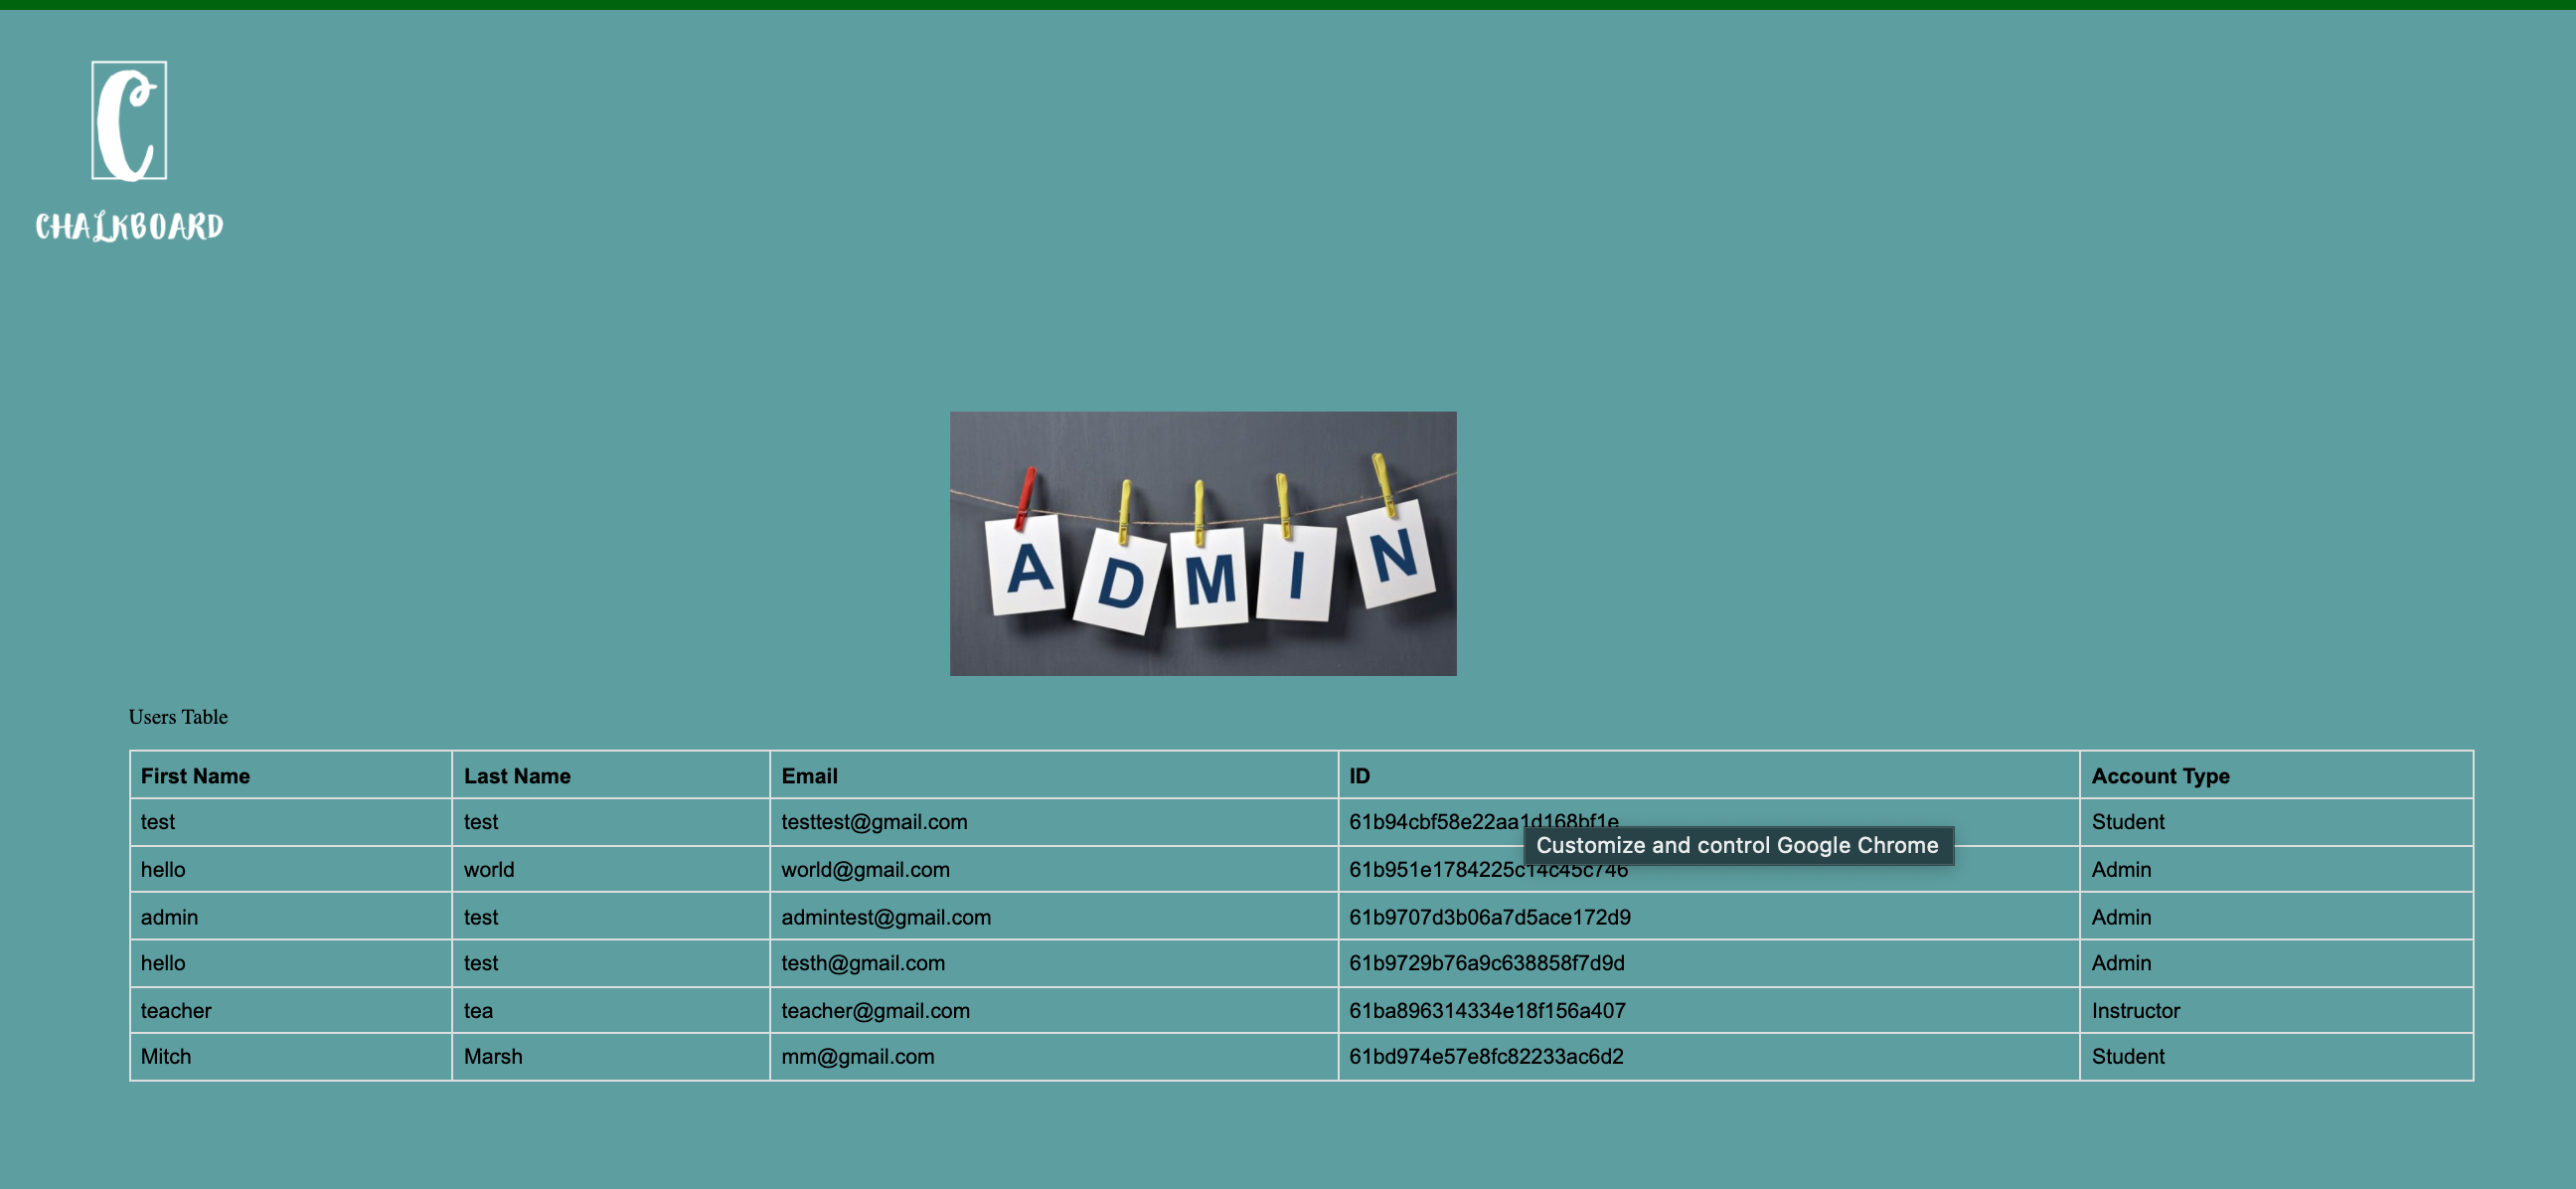 C
CHALKBOARD
ADMIN
Users Table
First Name Last Name Email ID Account Type
test test testtest@gmail.com 61b94cbf58e22aa1d168bf1e Student
Customize and control Google Chrome
hello world world@gmail.com 61b951e1784225c14c45c746 Admin
admin test admintest@gmail.com 61b9707d3b06a7d5ace172d9 Admin
hello test testh@gmail.com 61b9729b76a9c638858f7d9d Admin
teacher tea teacher@gmail.com 61ba896314334e18f156a407 Instructor
Mitch Marsh mm@gmail.com 61bd974e57e8fc82233ac6d2 Student